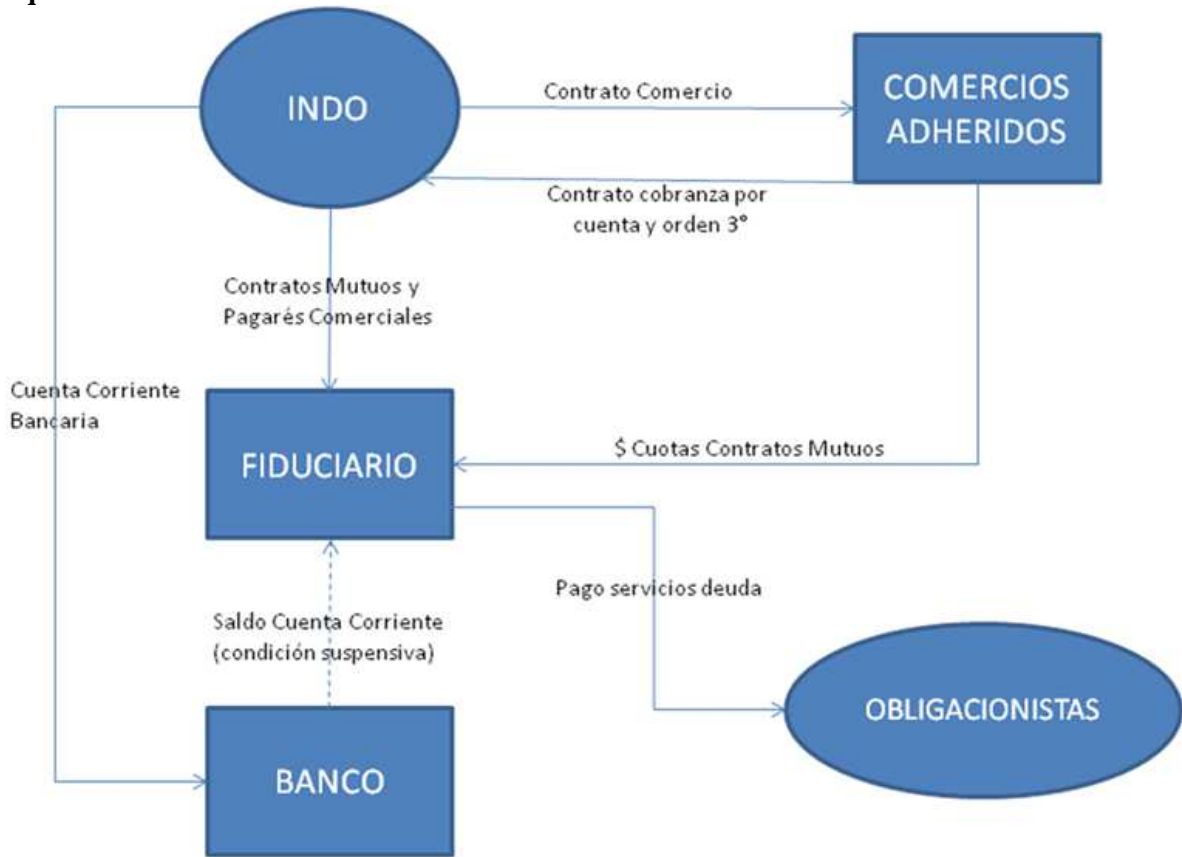 INDO
Contrato Comercio
COMERCIOS
ADHERIDOS
Contrato cobranza por
cuenta y orden 3°
Contratos Mutuos y
Pagarés Comerciales
Cuenta Corriente
Bancaria
FIDUCIARIO
$ Cuotas Contratos Mutuos
Pago servicios deuda
Saldo Cuenta Corriente
(condición suspensiva)
OBLIGACIONISTAS
BANCO